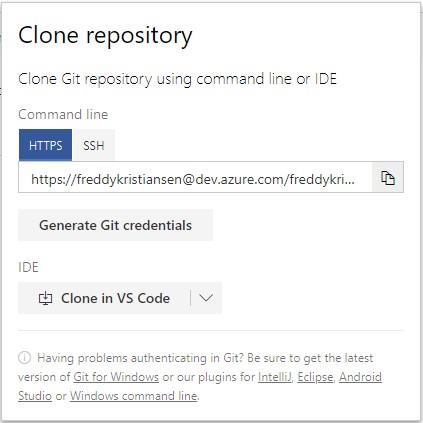 Clone repository
Clone Git repository using command line or IDE
Command line
HTTPS SSH
https://freddykristiansen@dev.azure.com/freddykri...
Generate Git credentials
IDE
Clone in VS Code
Having problems authenticating in Git? Be sure to get the latest
version of Git for Windows or our plugins for IntelliJ, Eclipse, Android
Studio or Windows command line.